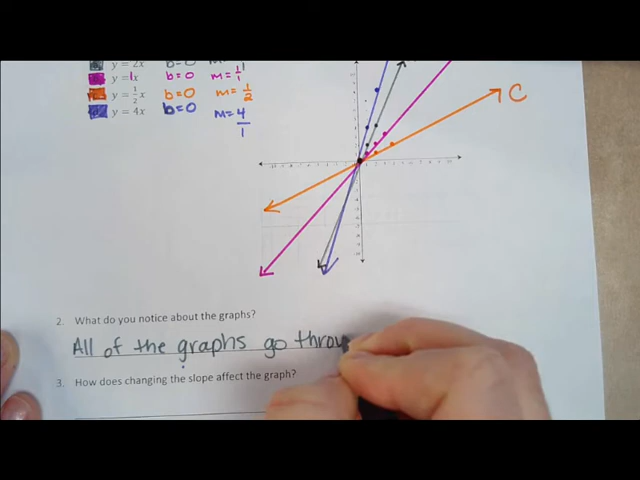 y = 2x b=0
y = 1x b=0 m= 1/1
y = 1/2 x b=0 m= 1/2
y = 4x b=0 m= 4/1
C
2. What do you notice about the graphs?
All of the graphs go throu
3. How does changing the slope affect the graph?